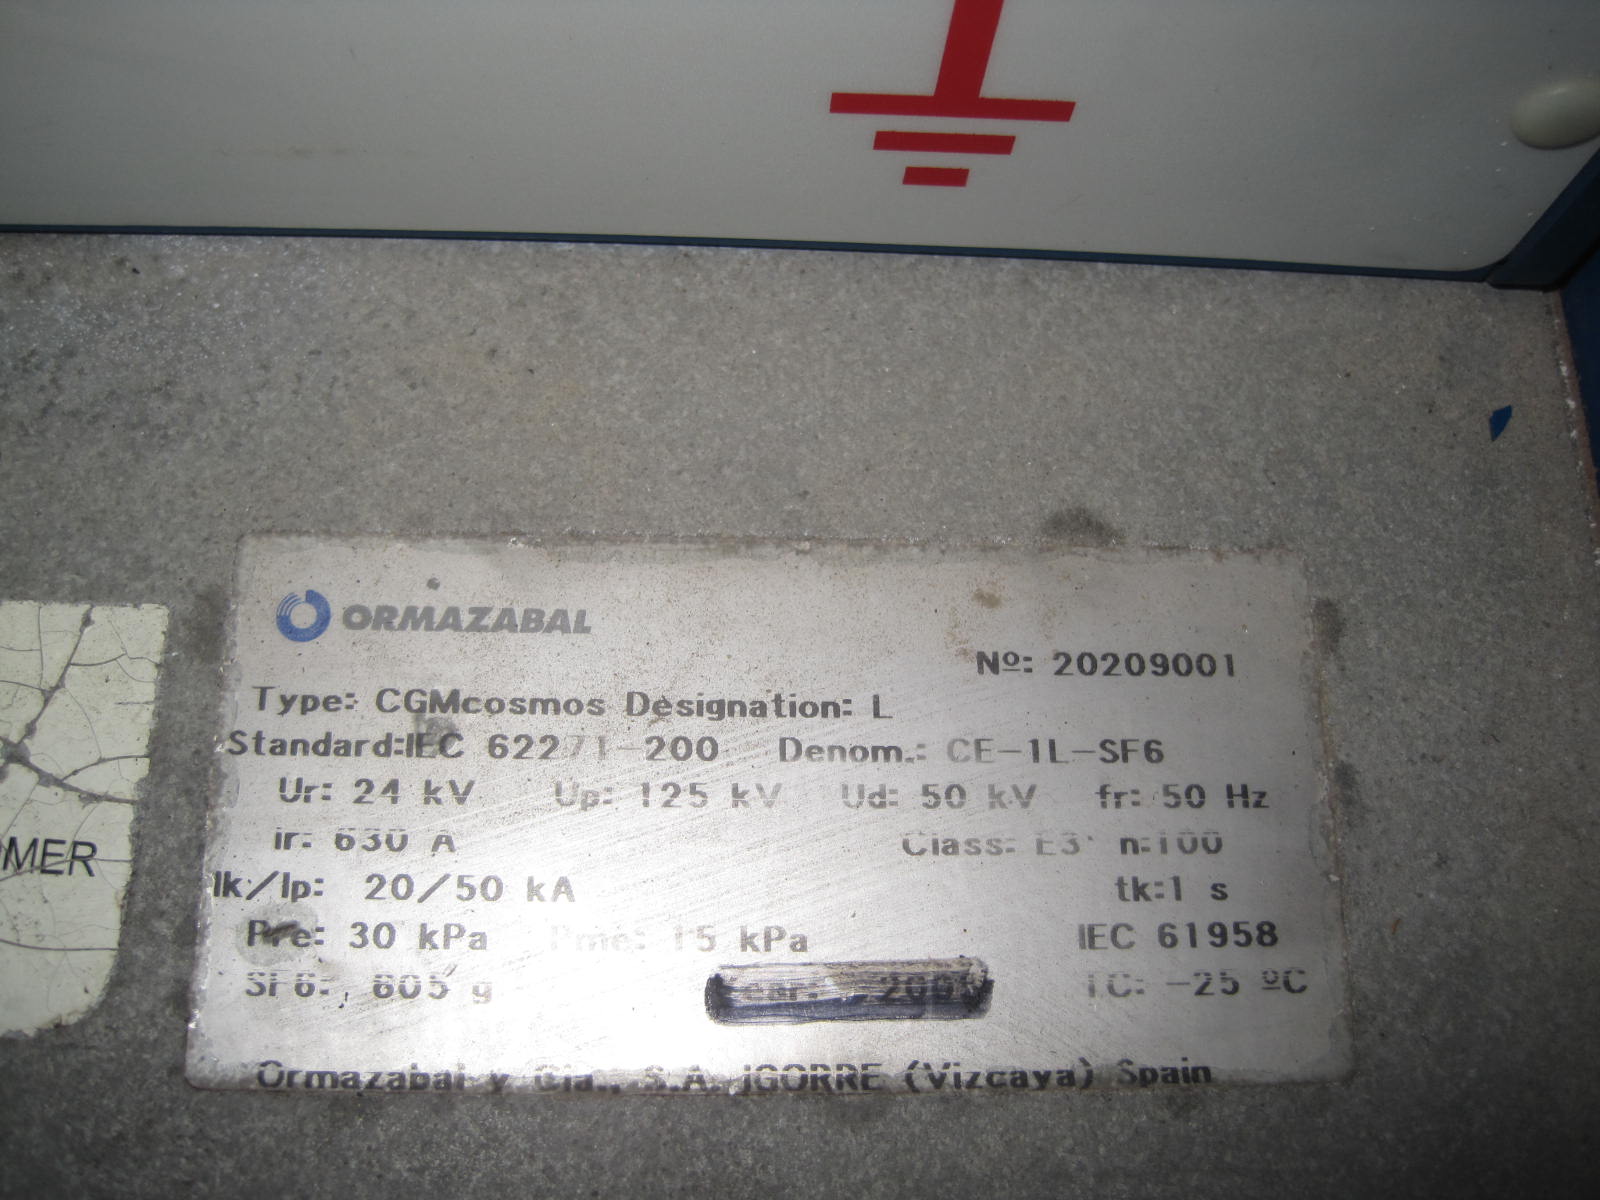 ORMAZABAL
Nº: 20209001
Type: CGMcosmos Designation: L
Standard:IEC 62271-200 Denom.: CE-1L-SF6
Ur: 24 kV Up: 125 kV Ud: 50 kV fr: 50 Hz
Ir: 630 A Class: E3 n:100
Ik/Ip: 20/50 kA tk:1 s
Pre: 30 kPa Pme: 15 kPa IEC 61958
SF6: g TC: -25 ºC
Ormazabal y Cia., S.A. IGORRE (Vizcaya) Spain
MER